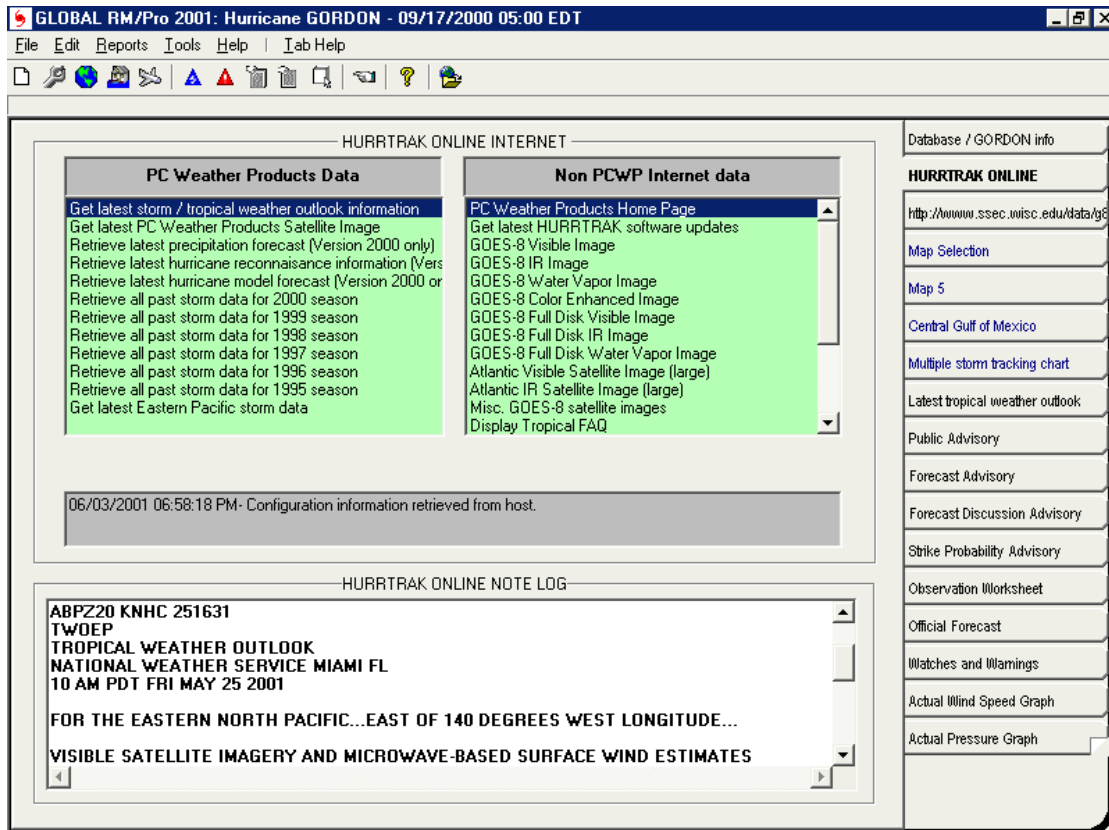 GLOBAL RM/Pro 2001: Hurricane GORDON - 09/17/2000 05:00 EDT
File Edit Reports Tools Help | Tab Help
HURRTRAK ONLINE INTERNET
PC Weather Products Data
Get latest storm / tropical weather outlook information
Get latest PC Weather Products Satellite Image
Retrieve latest precipitation forecast (Version 2000 only)
Retrieve latest hurricane reconnaisance information (Vers
Retrieve latest hurricane model forecast (Version 2000 or
Retrieve all past storm data for 2000 season
Retrieve all past storm data for 1999 season
Retrieve all past storm data for 1998 season
Retrieve all past storm data for 1997 season
Retrieve all past storm data for 1996 season
Retrieve all past storm data for 1995 season
Get latest Eastern Pacific storm data
Non PCWP Internet data
PC Weather Products Home Page
Get latest HURRTRAK software updates
GOES-8 Visible Image
GOES-8 IR Image
GOES-8 Water Vapor Image
GOES-8 Color Enhanced Image
GOES-8 Full Disk Visible Image
GOES-8 Full Disk IR Image
GOES-8 Full Disk Water Vapor Image
Atlantic Visible Satellite Image (large)
Atlantic IR Satellite Image (large)
Misc. GOES-8 satellite images
Display Tropical FAQ
06/03/2001 06:58:18 PM- Configuration information retrieved from host.
HURRTRAK ONLINE NOTE LOG
ABPZ20 KNHC 251631
TWOEP
TROPICAL WEATHER OUTLOOK
NATIONAL WEATHER SERVICE MIAMI FL
10 AM PDT FRI MAY 25 2001
FOR THE EASTERN NORTH PACIFIC...EAST OF 140 DEGREES WEST LONGITUDE...
VISIBLE SATELLITE IMAGERY AND MICROWAVE-BASED SURFACE WIND ESTIMATES
Database / GORDON info
HURRTRAK ONLINE
http://www.ssec.wisc.edu/data/g8
Map Selection
Map 5
Central Gulf of Mexico
Multiple storm tracking chart
Latest tropical weather outlook
Public Advisory
Forecast Advisory
Forecast Discussion Advisory
Strike Probability Advisory
Observation Worksheet
Official Forecast
Watches and Warnings
Actual Wind Speed Graph
Actual Pressure Graph